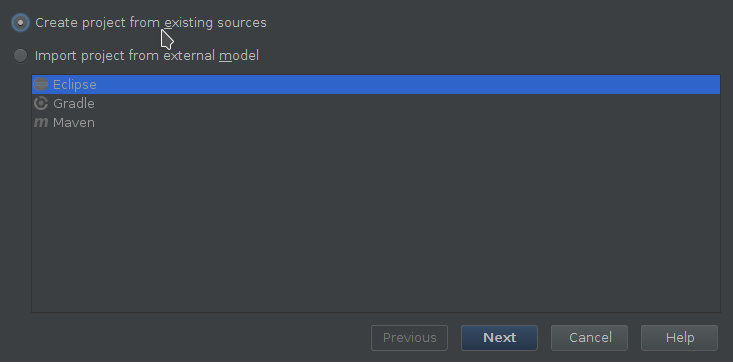 Create project from existing sources
Import project from external model
Eclipse
Gradle
Maven
Previous Next Cancel Help